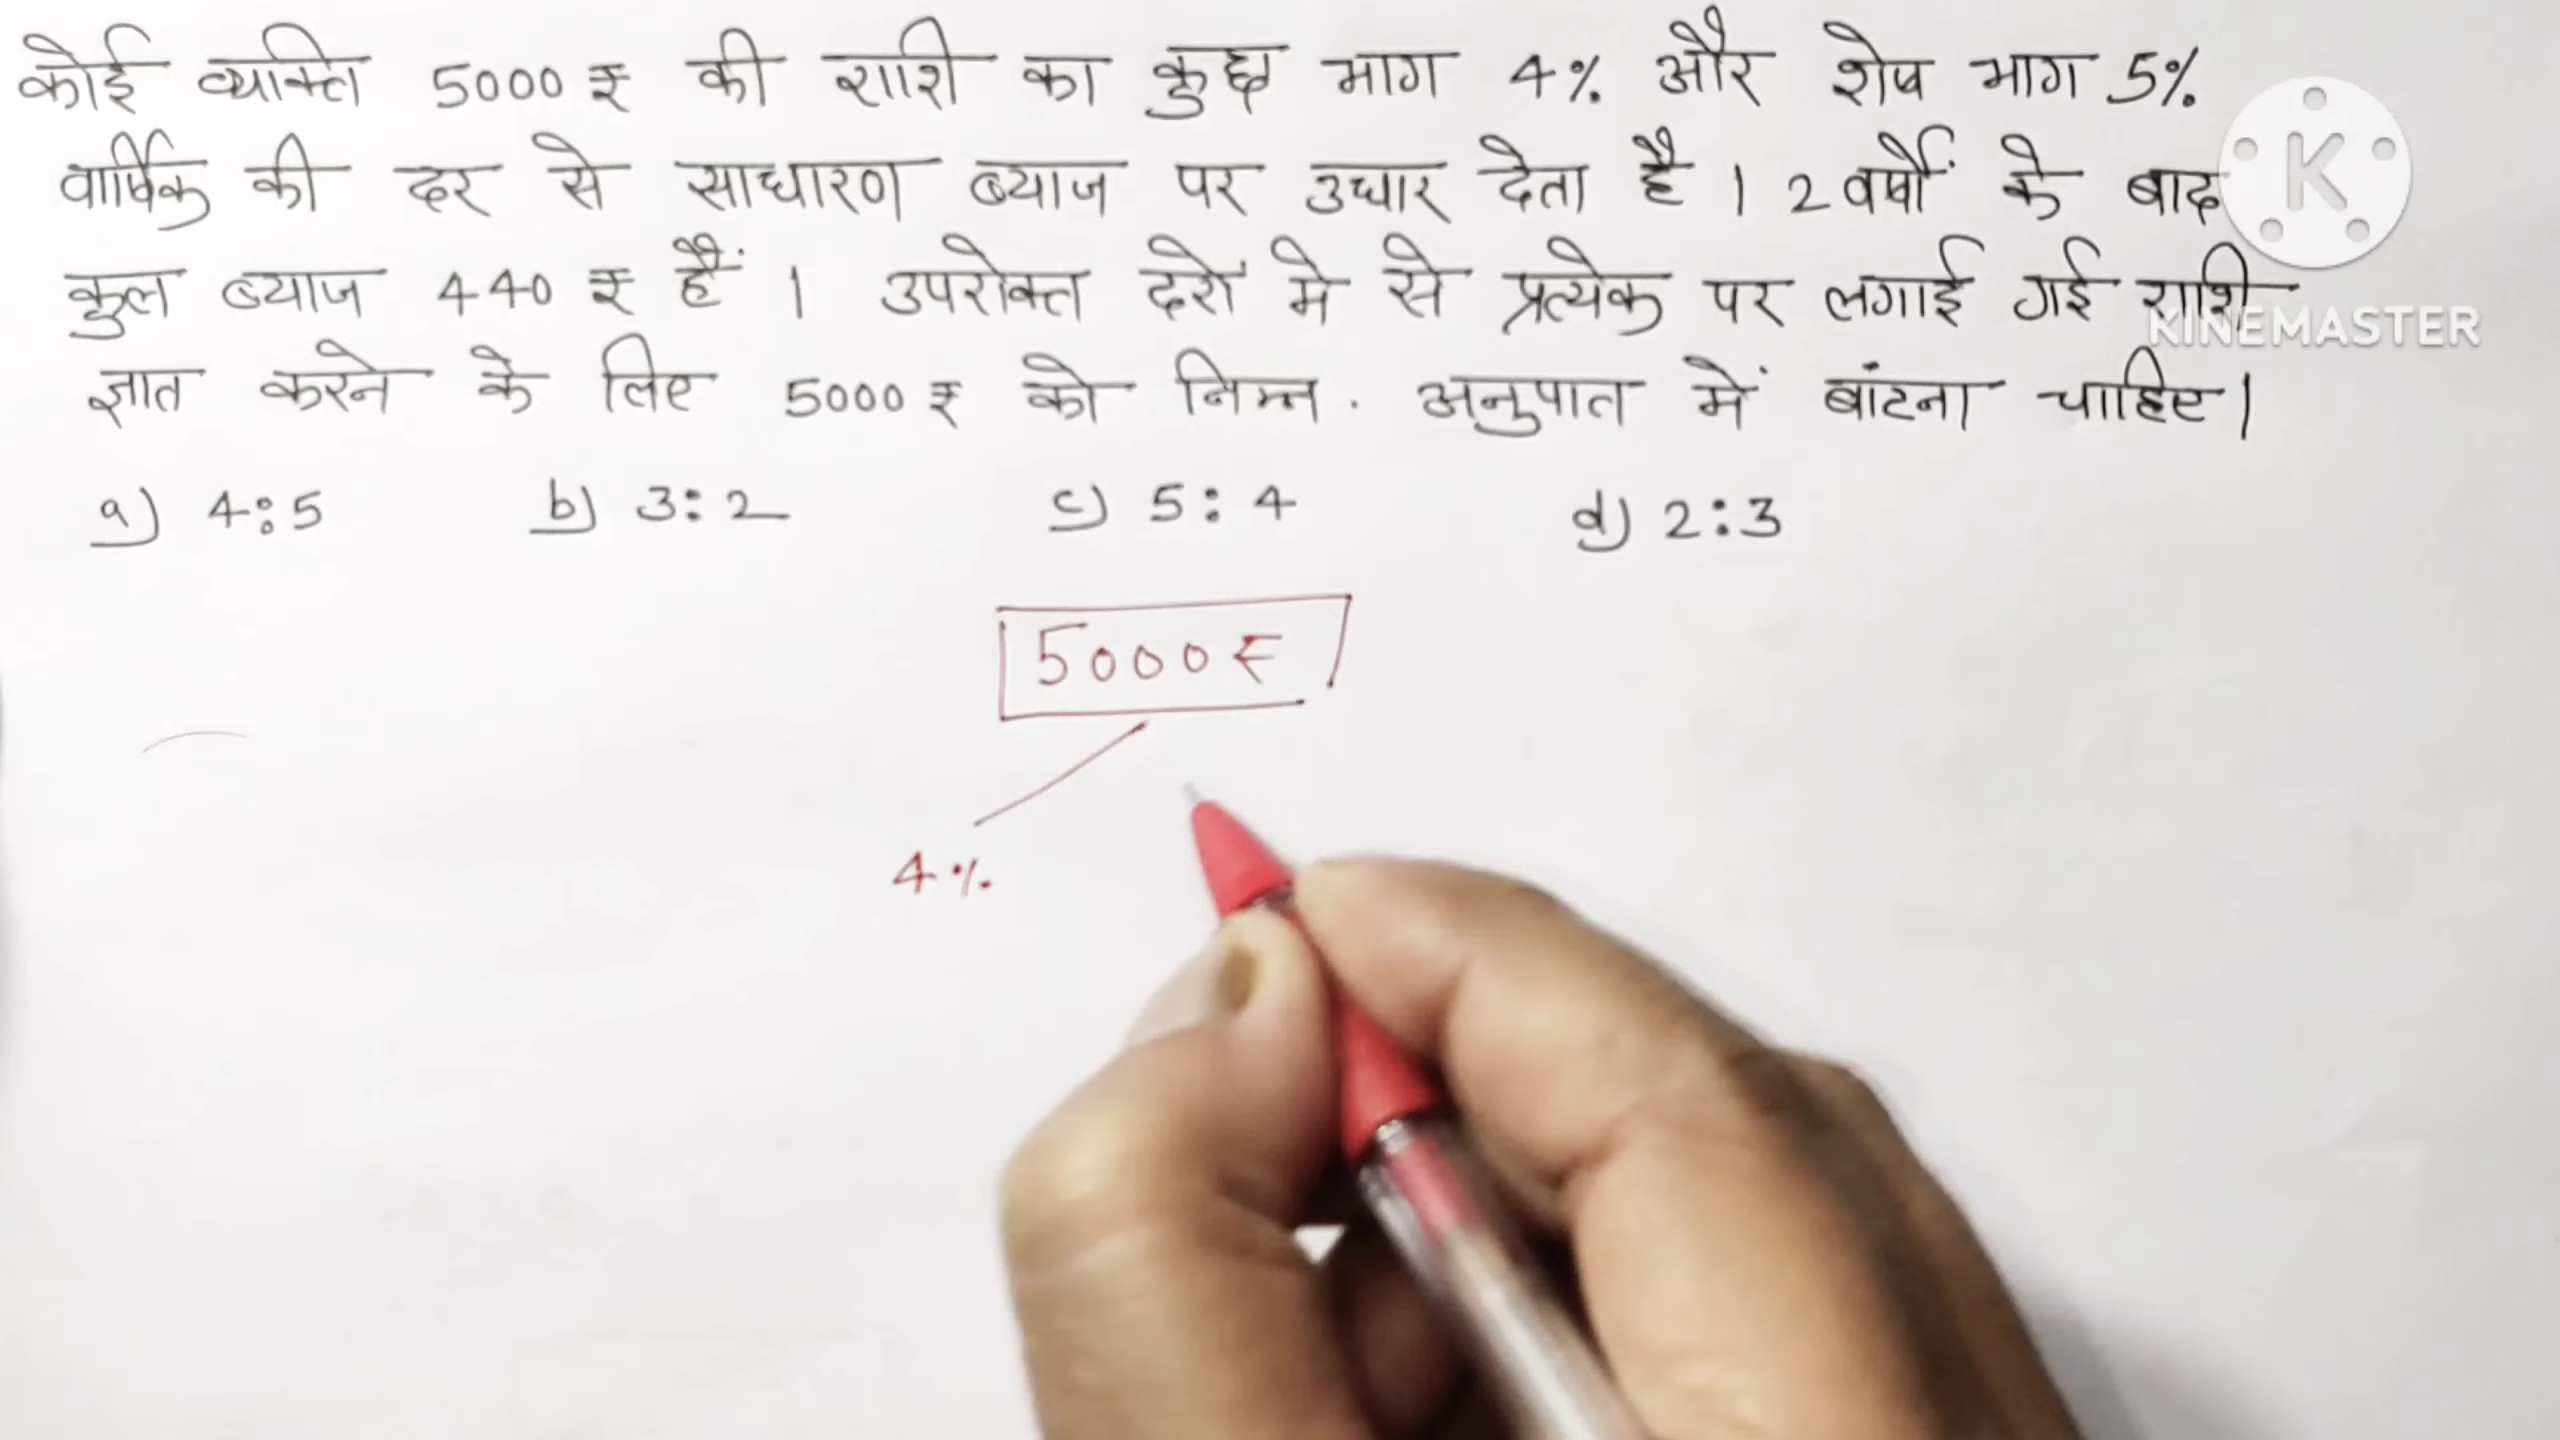 कोई व्यक्ति 5000 ₹ की राशि का कुछ भाग 4% और शेष भाग 5%
वार्षिक की दर से साधारण ब्याज पर उधार देता है । 2 वर्षों के बाद
कुल ब्याज 440 ₹ हैं । उपरोक्त दरों मे से प्रत्येक पर लगाई गई राशि
ज्ञात करने के लिए 5000 ₹ को निम्न . अनुपात में बांटना चाहिए ।
a) 4:5 b) 3:2 c) 5:4 d) 2:3
5000 ₹
4%
K
KINEMASTER